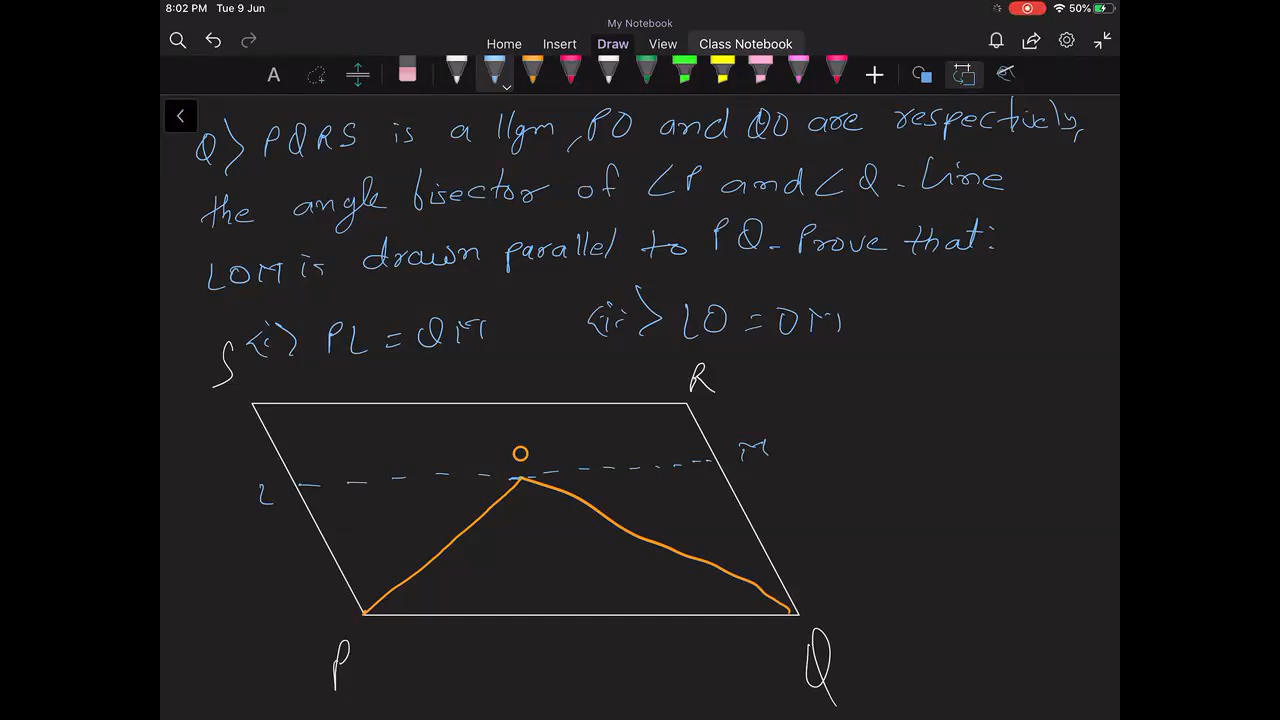 8:02 PM Tue 9 Jun
50%
My Notebook
Home Insert Draw View Class Notebook
A
Q> PQRS is a llgm, PO and QO are respectively,
the angle bisector of ∠P and ∠Q. Line
LOM is drawn parallel to PQ. Prove that:
<i> PL = QM <ii> LO = OM
S R
O
L M
P Q